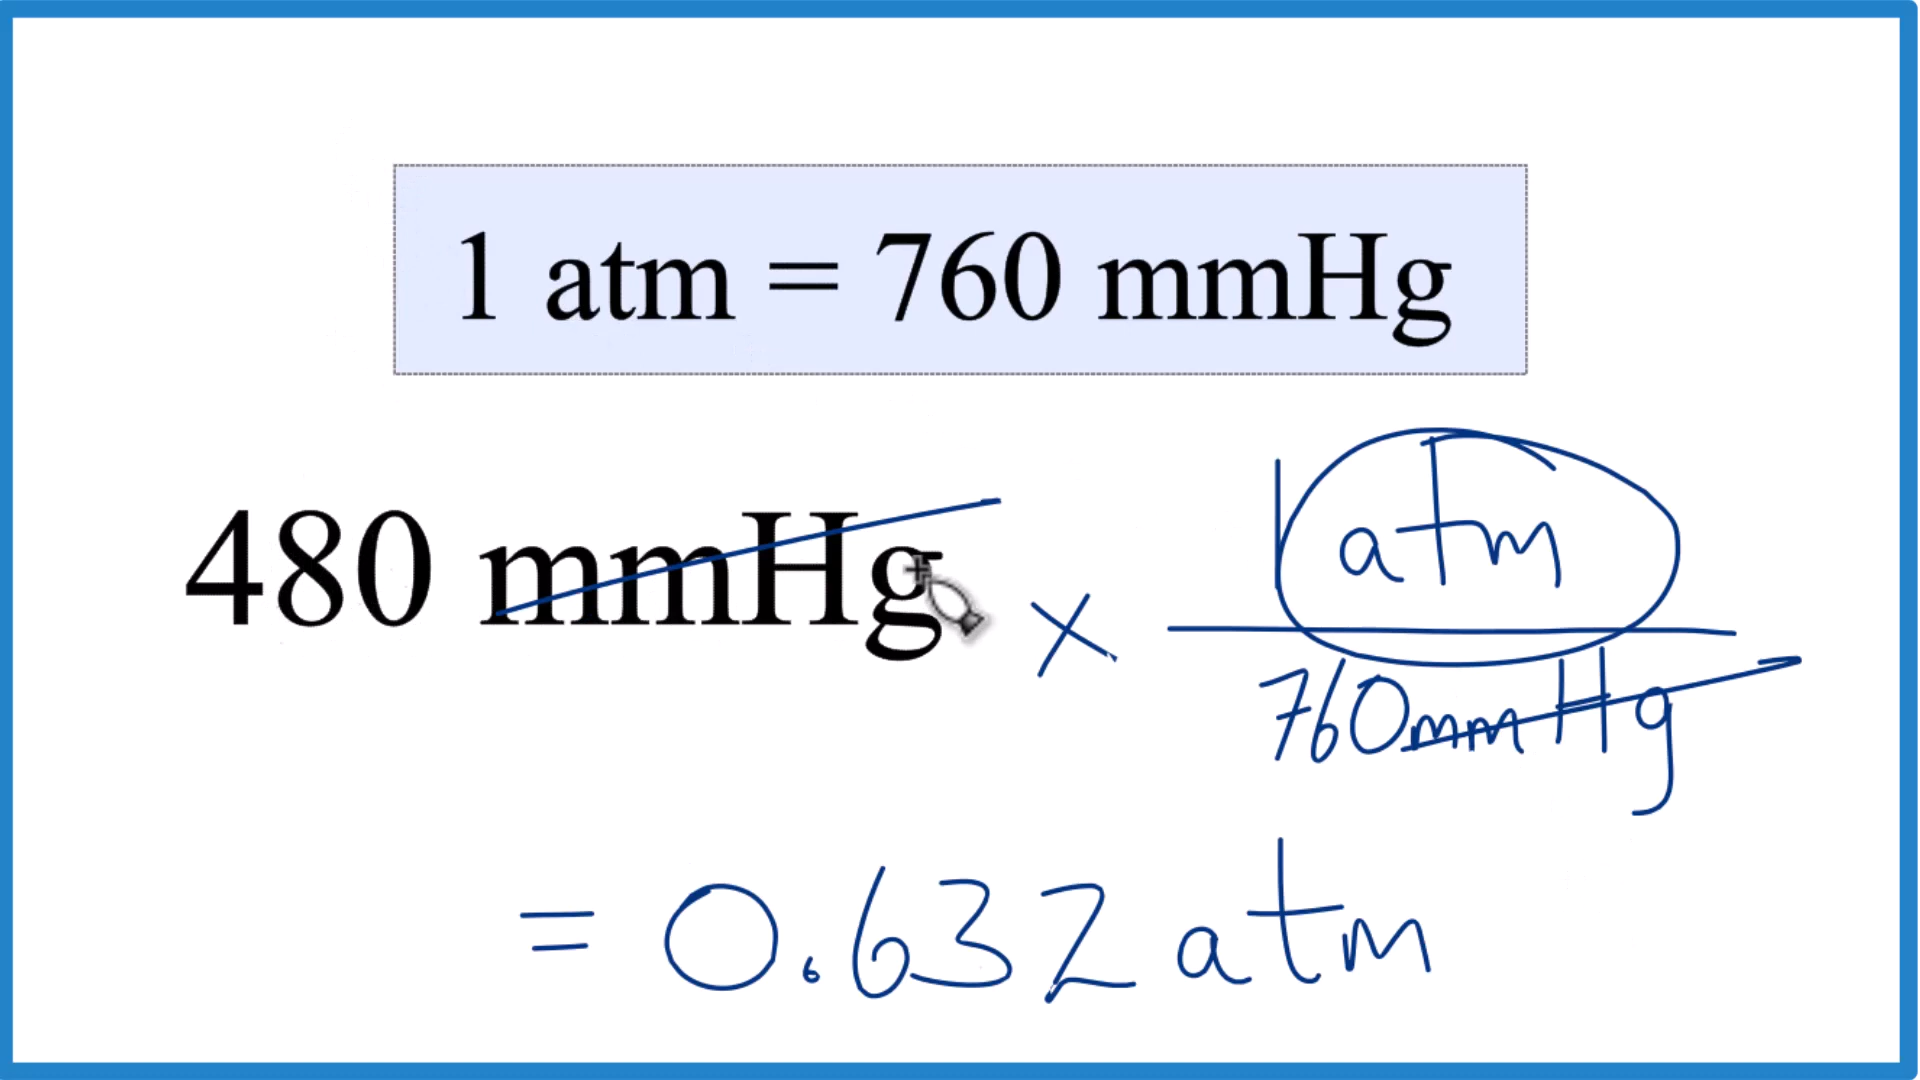 1 atm = 760 mmHg
1 atm
480 mmHg ×
760 mmHg
= 0.632 atm